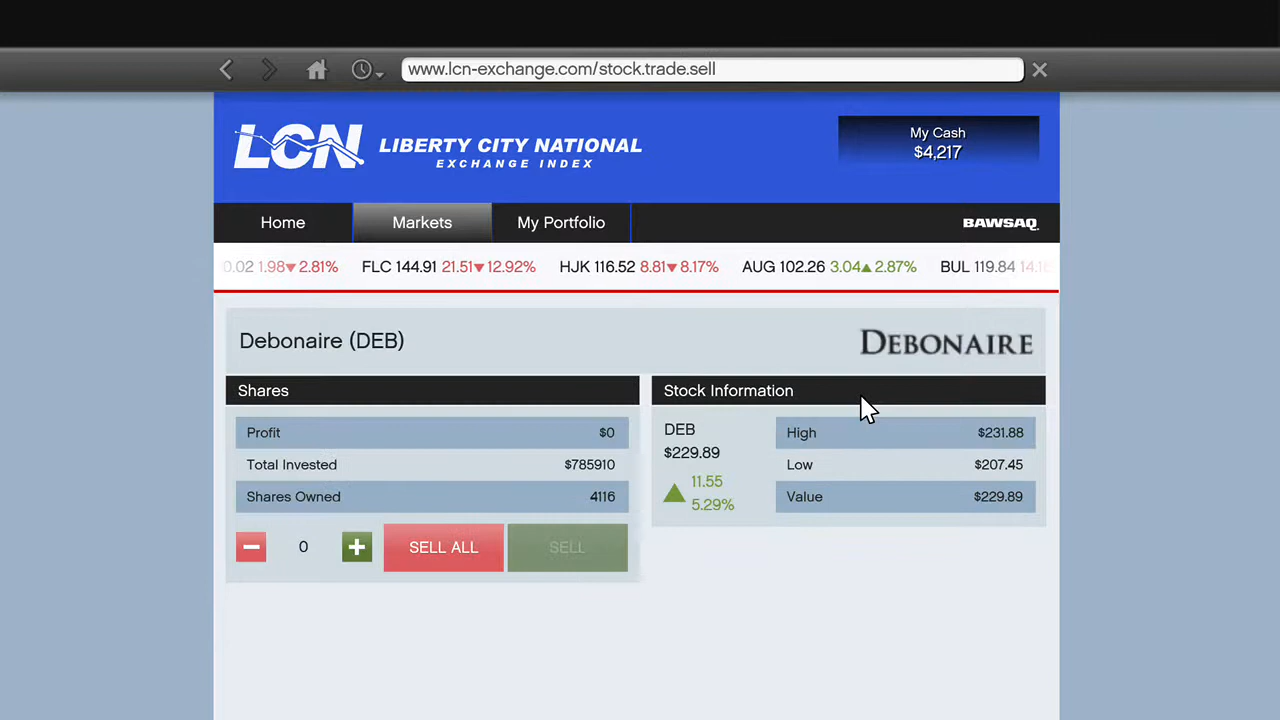 www.lcn-exchange.com/stock.trade.sell
LCN LIBERTY CITY NATIONAL
EXCHANGE INDEX
My Cash
$4,217
Home Markets My Portfolio BAWSAQ
0.02 1.98▼2.81% FLC 144.91 21.51▼12.92% HJK 116.52 8.81▼8.17% AUG 102.26 3.04▲2.87% BUL 119.84 14.1
Debonaire (DEB) DEBONAIRE
Shares
Profit $0
Total Invested $785910
Shares Owned 4116
0 SELL ALL SELL
Stock Information
DEB
$229.89
11.55
5.29%
High $231.88
Low $207.45
Value $229.89